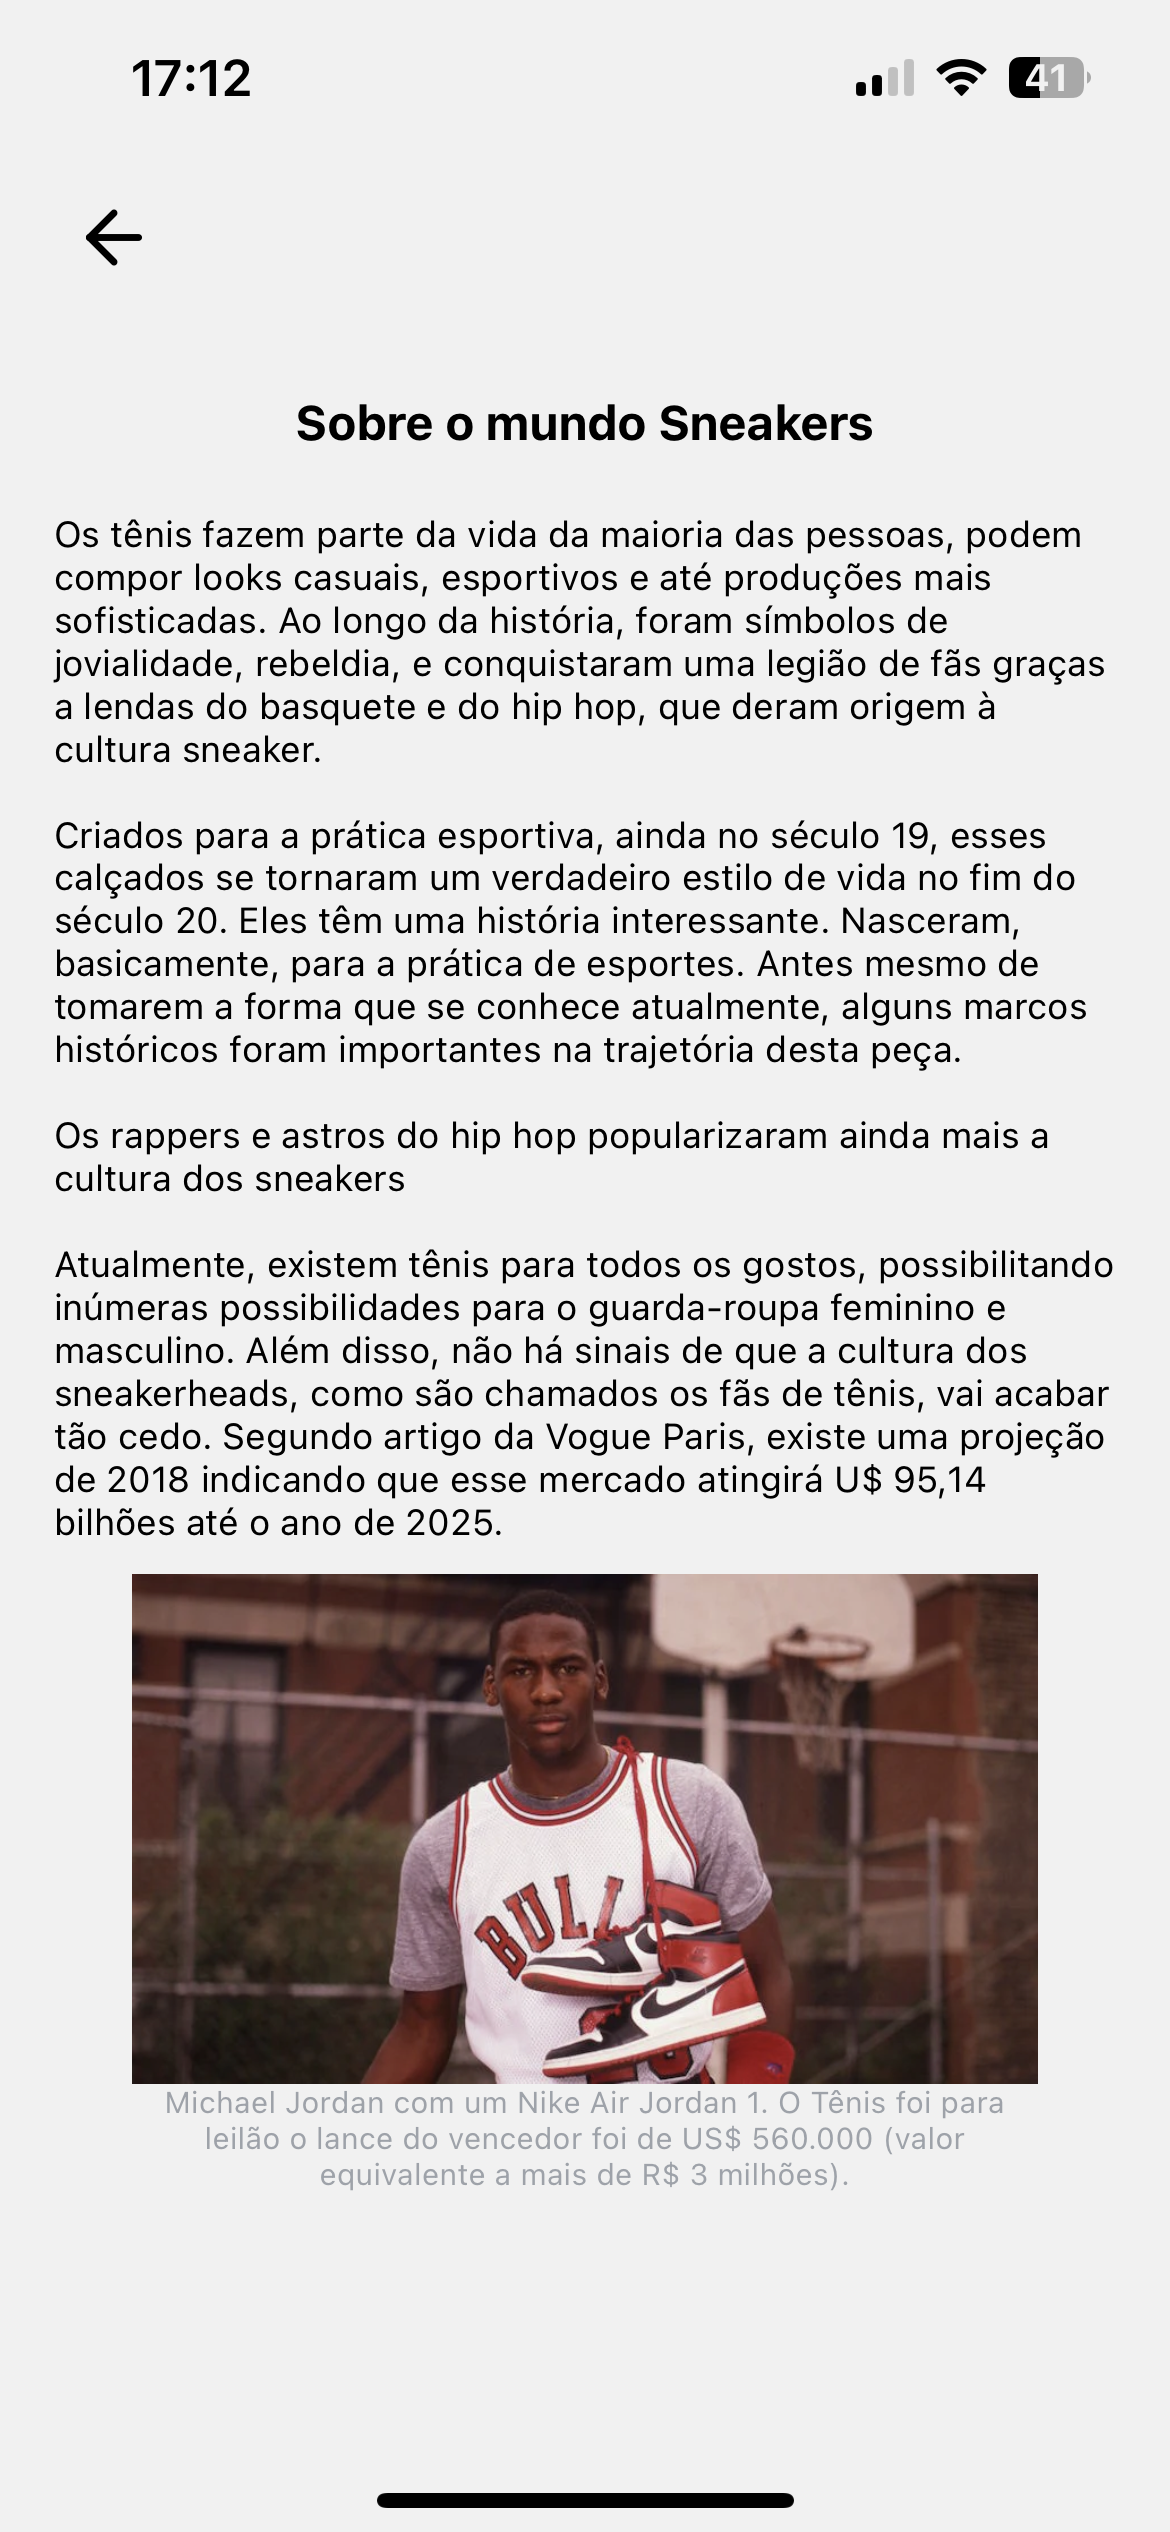 17:12
41
Sobre o mundo Sneakers
Os tênis fazem parte da vida da maioria das pessoas, podem
compor looks casuais, esportivos e até produções mais
sofisticadas. Ao longo da história, foram símbolos de
jovialidade, rebeldia, e conquistaram uma legião de fãs graças
a lendas do basquete e do hip hop, que deram origem à
cultura sneaker.
Criados para a prática esportiva, ainda no século 19, esses
calçados se tornaram um verdadeiro estilo de vida no fim do
século 20. Eles têm uma história interessante. Nasceram,
basicamente, para a prática de esportes. Antes mesmo de
tomarem a forma que se conhece atualmente, alguns marcos
históricos foram importantes na trajetória desta peça.
Os rappers e astros do hip hop popularizaram ainda mais a
cultura dos sneakers
Atualmente, existem tênis para todos os gostos, possibilitando
inúmeras possibilidades para o guarda-roupa feminino e
masculino. Além disso, não há sinais de que a cultura dos
sneakerheads, como são chamados os fãs de tênis, vai acabar
tão cedo. Segundo artigo da Vogue Paris, existe uma projeção
de 2018 indicando que esse mercado atingirá U$ 95,14
bilhões até o ano de 2025.
BULL
Michael Jordan com um Nike Air Jordan 1. O Tênis foi para
leilão o lance do vencedor foi de US$ 560.000 (valor
equivalente a mais de R$ 3 milhões).